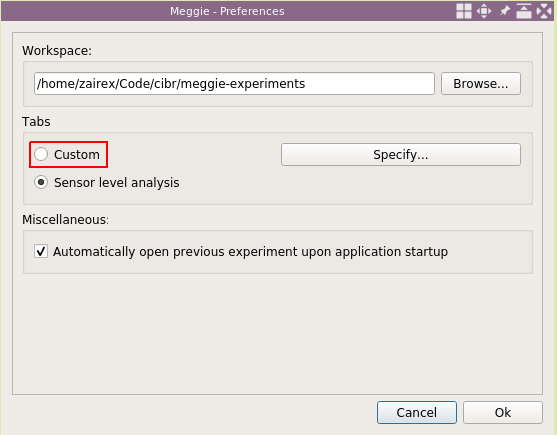 Meggie - Preferences
Workspace:
/home/zairex/Code/cibr/meggie-experiments
Browse...
Tabs
Custom
Specify...
Sensor level analysis
Miscellaneous:
Automatically open previous experiment upon application startup
Cancel
Ok